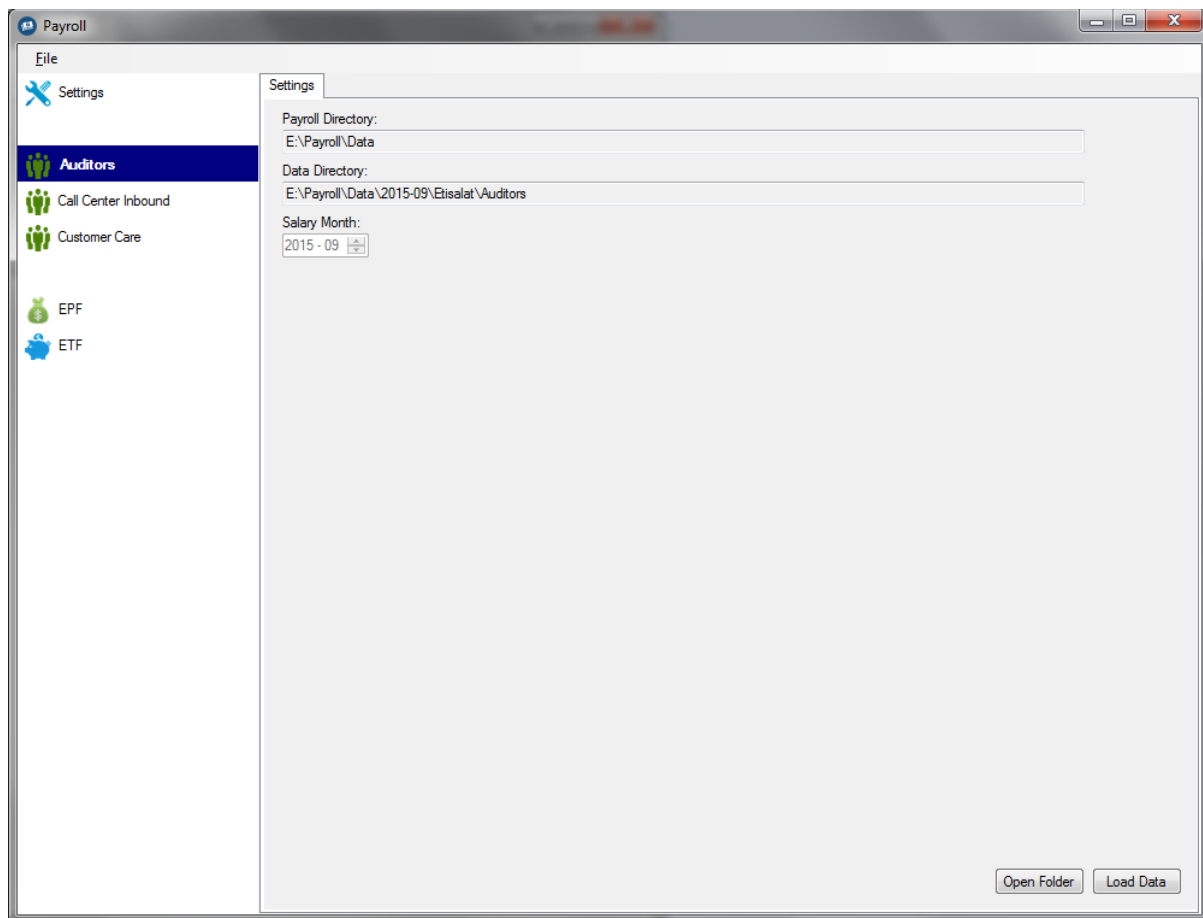 Payroll
File
Settings
Auditors
Call Center Inbound
Customer Care
EPF
ETF
Settings
Payroll Directory:
E:\Payroll\Data
Data Directory:
E:\Payroll\Data\2015-09\Etisalat\Auditors
Salary Month:
2015 - 09
Open Folder
Load Data